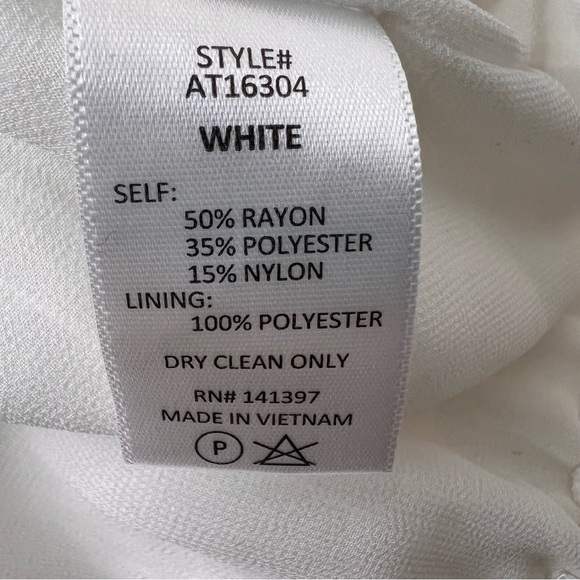 STYLE#
AT16304
WHITE
SELF:
50% RAYON
35% POLYESTER
15% NYLON
LINING:
100% POLYESTER
DRY CLEAN ONLY
RN# 141397
MADE IN VIETNAM
P